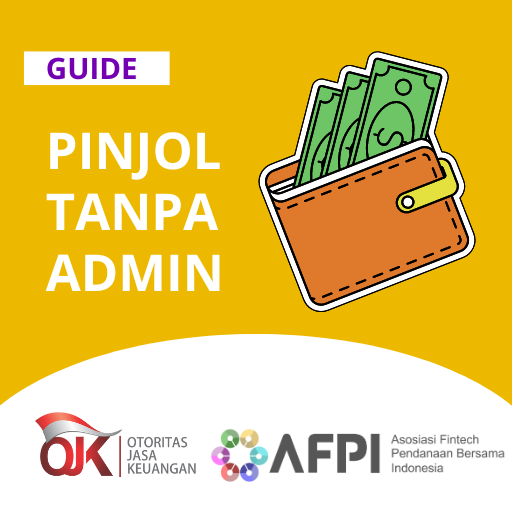 GUIDE
PINJOL
TANPA
ADMIN
OJK
OTORITAS
JASA
KEUANGAN
AFPI
Asosiasi Fintech
Pendanaan Bersama
Indonesia